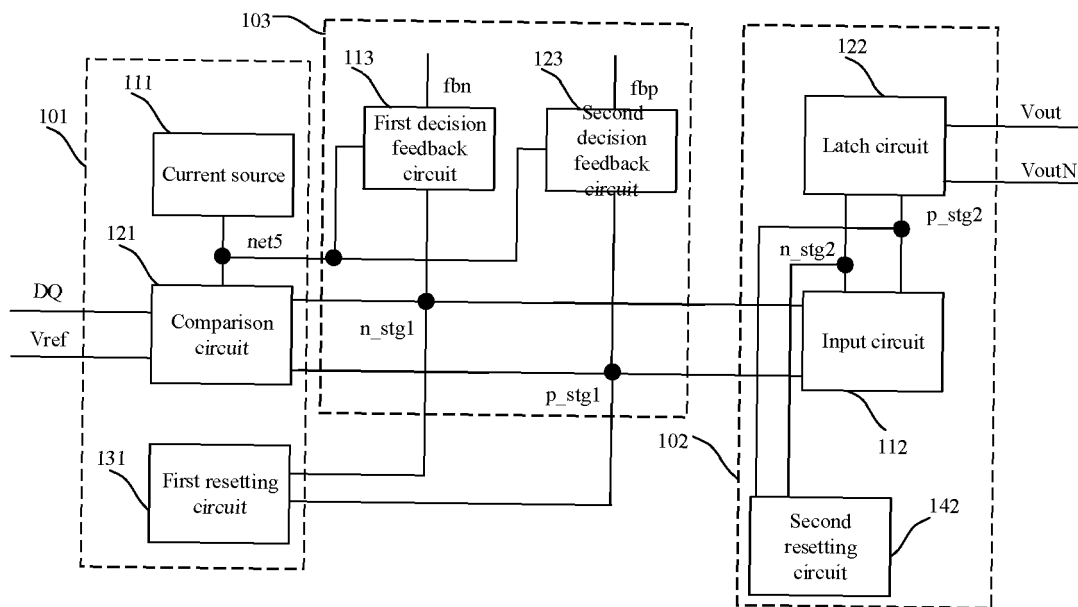 103
113
fbn
First decision
feedback
circuit
123
fbp
Second
decision
feedback
circuit
122
Latch circuit
Vout
VoutN
111
101
Current source
net5
p_stg2
n_stg2
121
DQ
Vref
Comparison
circuit
n_stg1
p_stg1
Input circuit
112
102
131
First resetting
circuit
Second
resetting
circuit
142